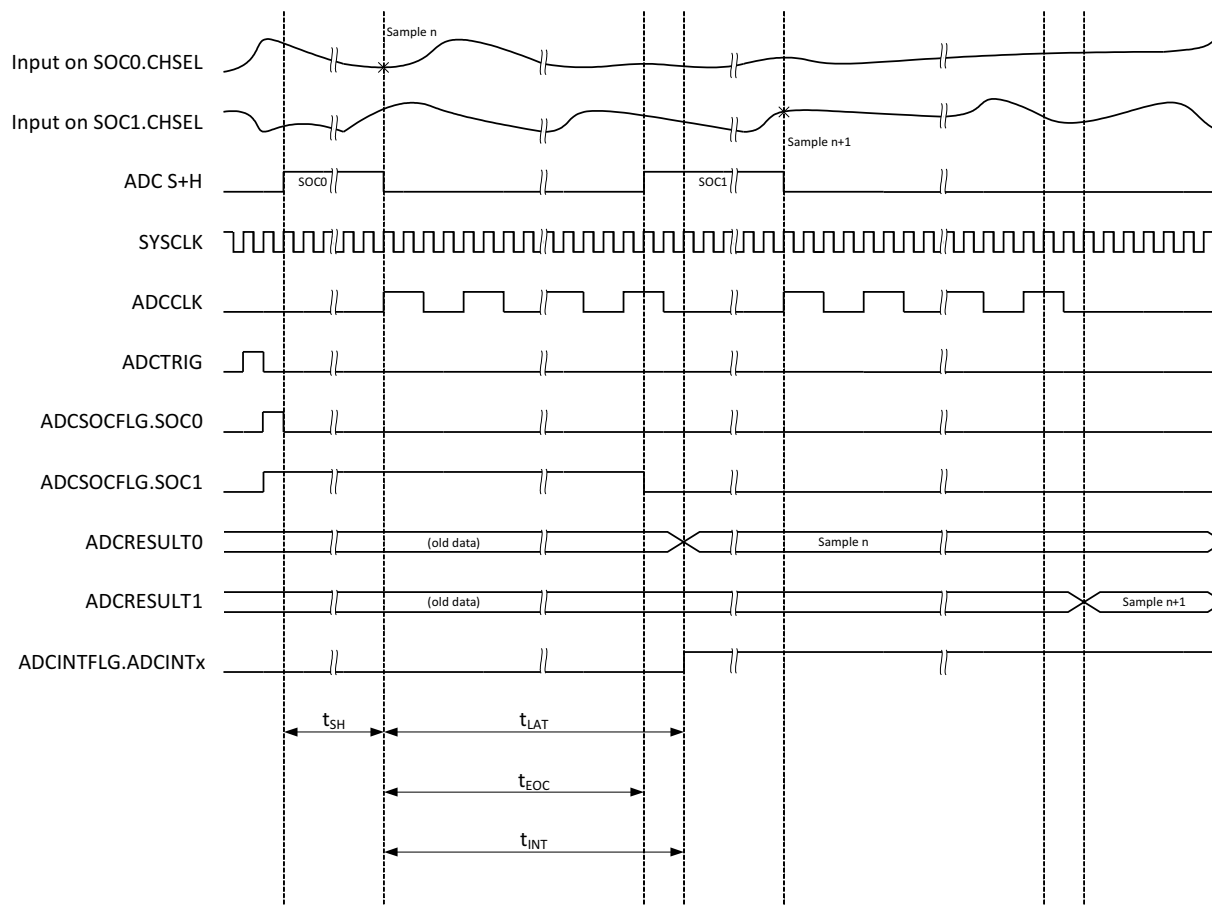 Sample n
Input on SOC0.CHSEL
Input on SOC1.CHSEL
Sample n+1
ADC S+H
SOC0
SOC1
SYSCLK
ADCCLK
ADCTRIG
ADCSOCFLG.SOC0
ADCSOCFLG.SOC1
ADCRESULT0
(old data)
Sample n
ADCRESULT1
(old data)
Sample n+1
ADCINTFLG.ADCINTx
tSH
tLAT
tEOC
tINT